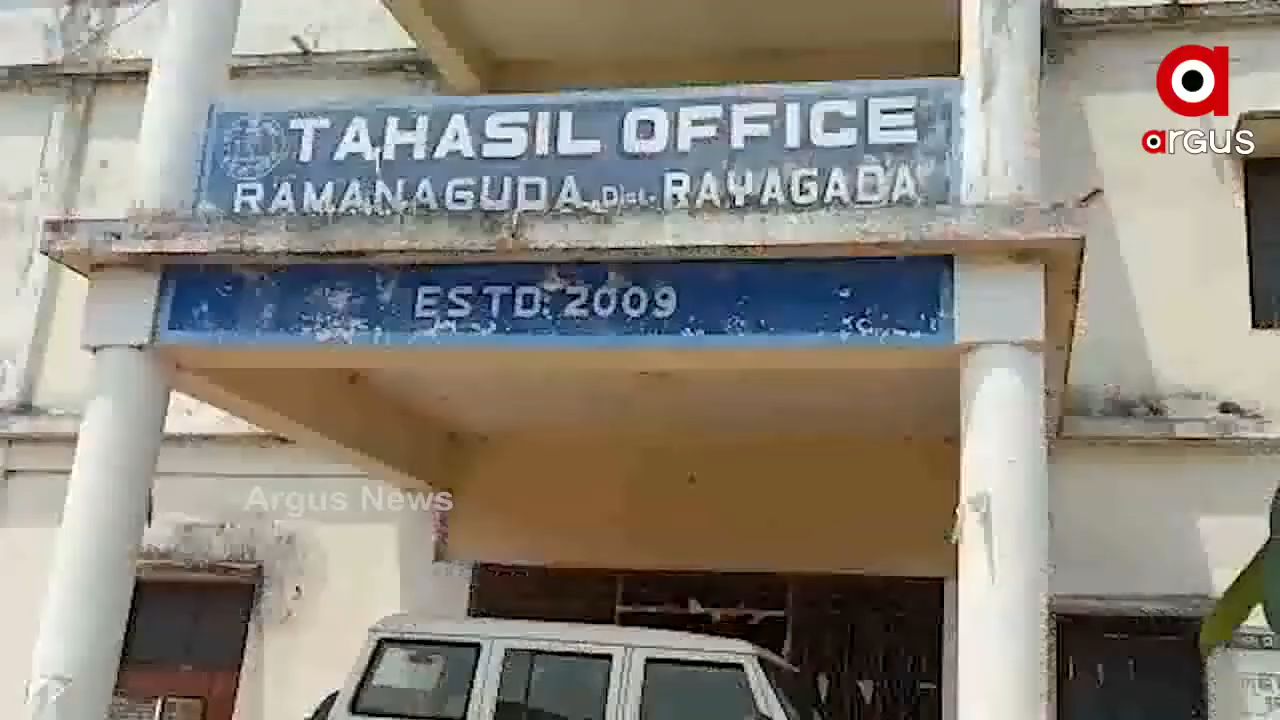 argus
TAHASIL OFFICE
RAMANAGUDA, Dist- RAYAGADA
ESTD: 2009
Argus News